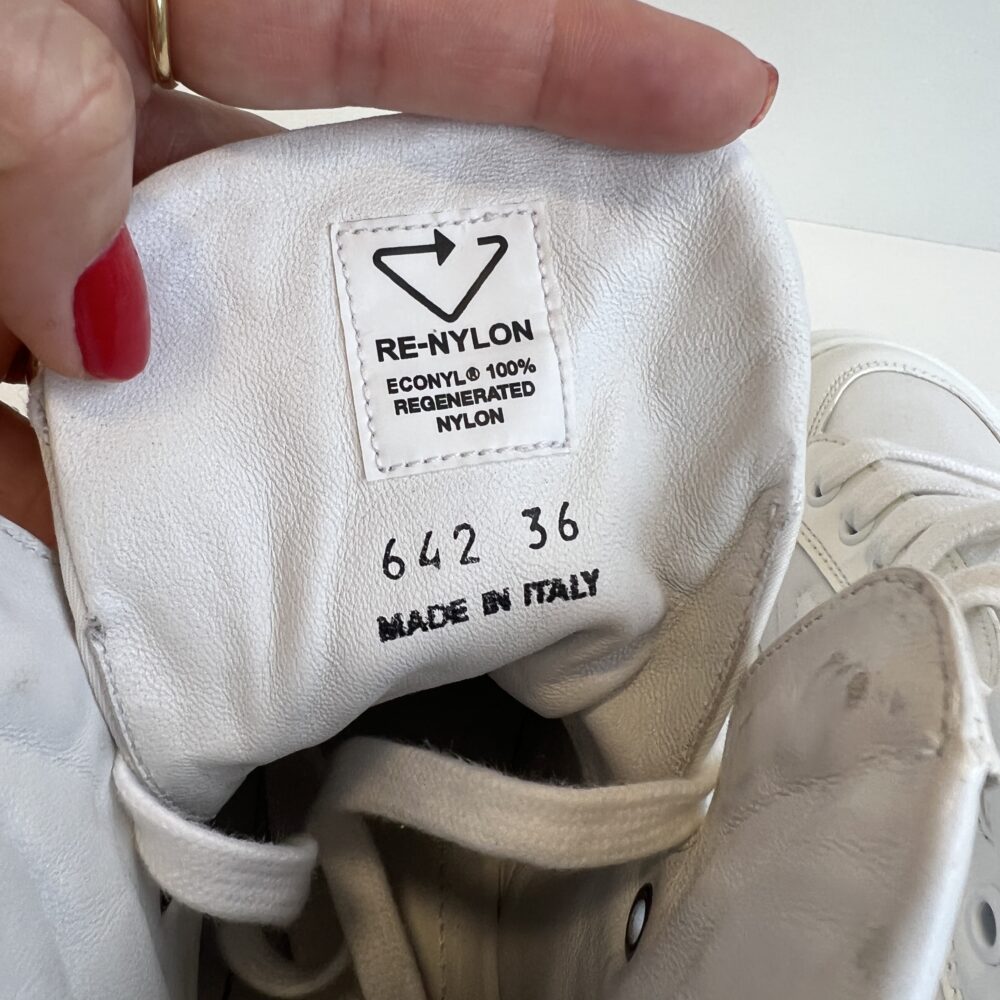 RE-NYLON
ECONYL® 100%
REGENERATED
NYLON
642 36
MADE IN ITALY